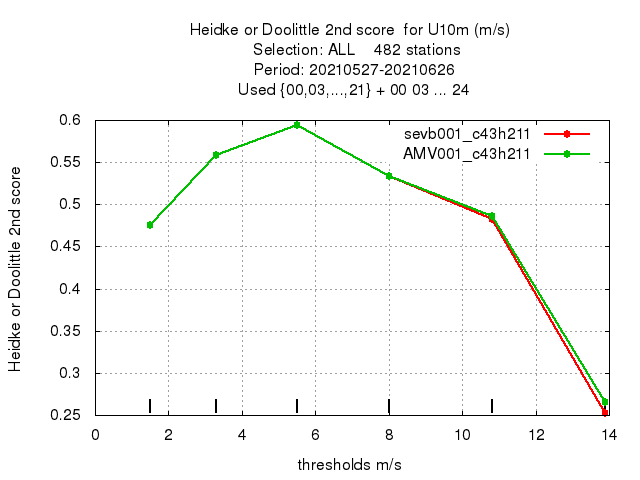 Heidke or Doolittle 2nd score  for U10m (m/s)
Selection: ALL    482 stations
Period: 20210527-20210626
Used {00,03,...,21} + 00 03 ... 24
sevb001_c43h211
AMV001_c43h211
Heidke or Doolittle 2nd score
0.6
0.55
0.5
0.45
0.4
0.35
0.3
0.25
0 2 4 6 8 10 12 14
thresholds m/s